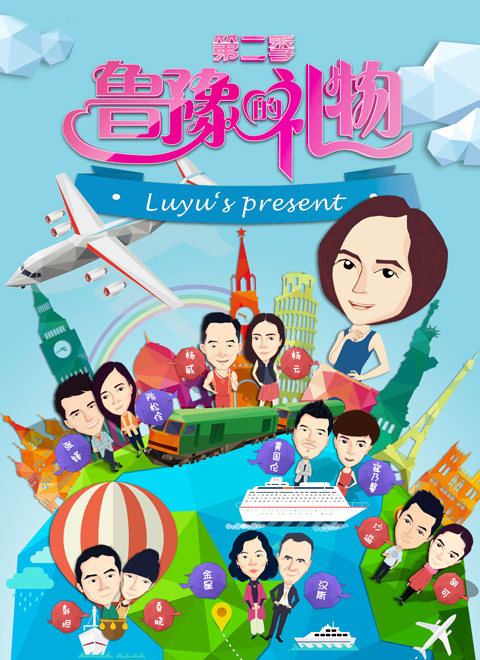 第二季
鲁豫的礼物
Luyu's present
杨威
杨云
陈松伶
张铎
黄国伦
寇乃馨
沙溢
胡可
金星
汉斯
彭坦
春晓